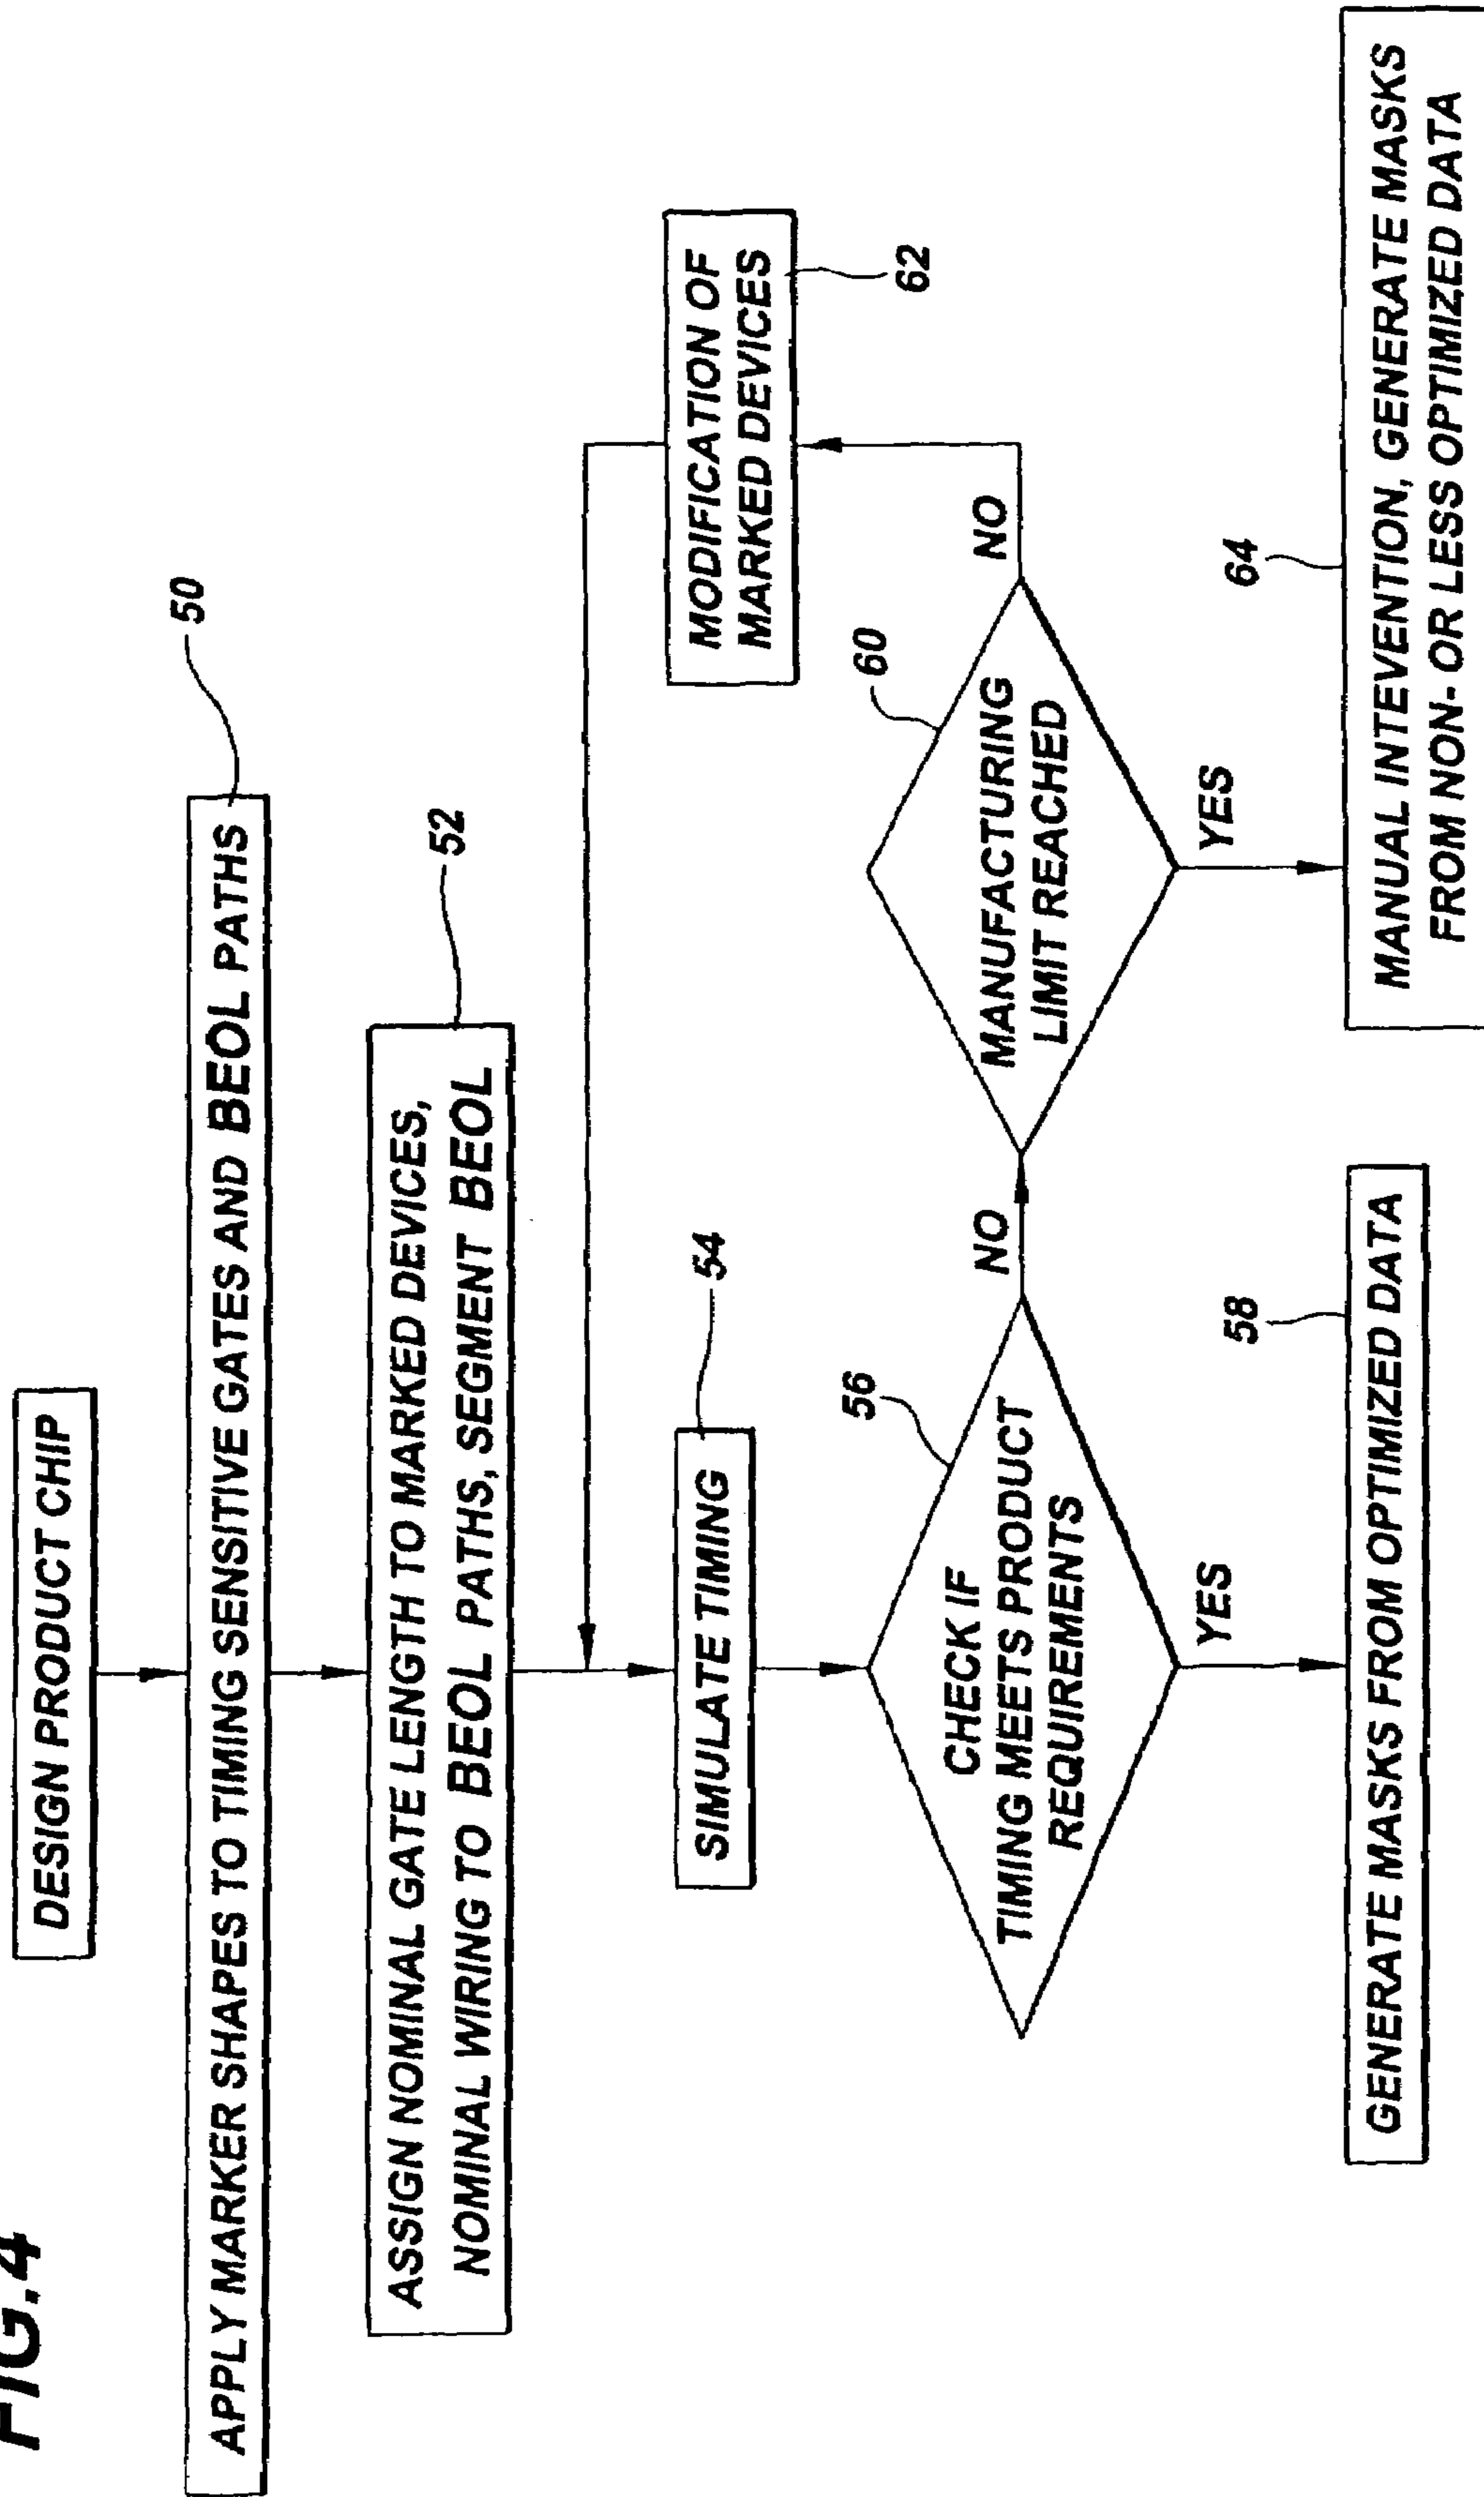 FIG.4
DESIGN PRODUCT CHIP
50
APPLY MARKER SHAPES TO TIMING SENSITIVE GATES AND BEOL PATHS
52
ASSIGN NOMINAL GATE LENGTH TO MARKED DEVICES,
NOMINAL WIRING TO BEOL PATHS, SEGMENT BEOL
54
SIMULATE TIMING
MODIFICATION OF
MARKED DEVICES
62
56
CHECK IF
TIMING MEETS PRODUCT
REQUIREMENTS
NO
60
MANUFACTURING
LIMIT REACHED
NO
YES
YES
58
GENERATE MASKS FROM OPTIMIZED DATA
64
MANUAL INTEVENTION, GENERATE MASKS
FROM NON- OR LESS OPTIMIZED DATA